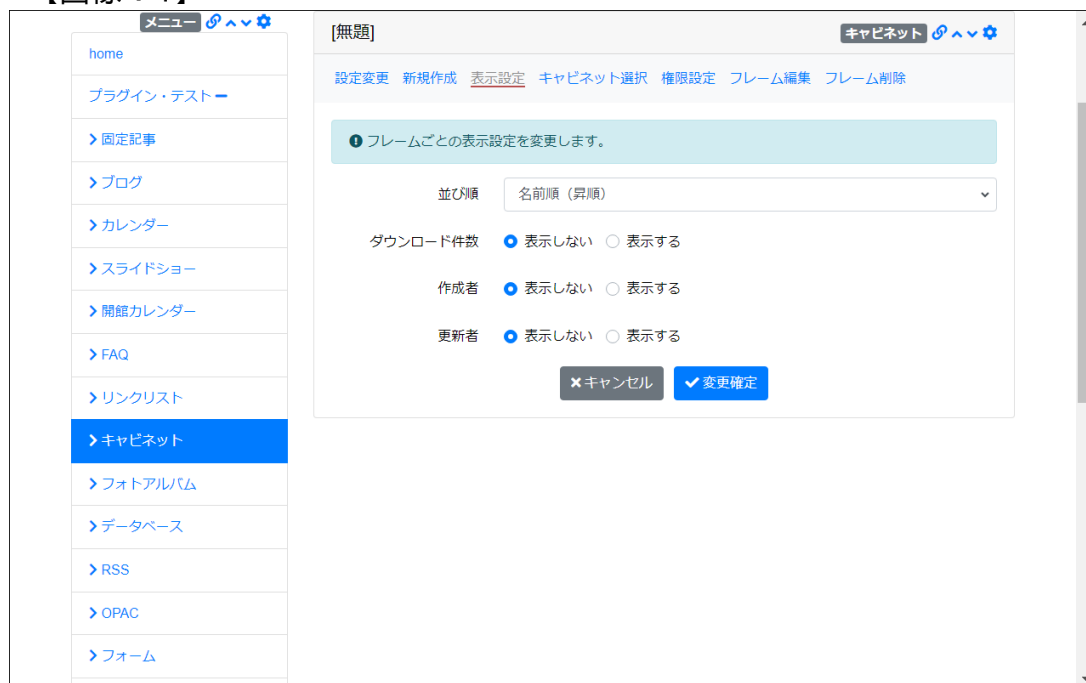 メニュー
home
プラグイン・テスト
固定記事
ブログ
カレンダー
スライドショー
開館カレンダー
FAQ
リンクリスト
キャビネット
フォトアルバム
データベース
RSS
OPAC
フォーム
[無題]
キャビネット
設定変更 新規作成 表示設定 キャビネット選択 権限設定 フレーム編集 フレーム削除
フレームごとの表示設定を変更します。
並び順 名前順（昇順）
ダウンロード件数 表示しない 表示する
作成者 表示しない 表示する
更新者 表示しない 表示する
キャンセル 変更確定